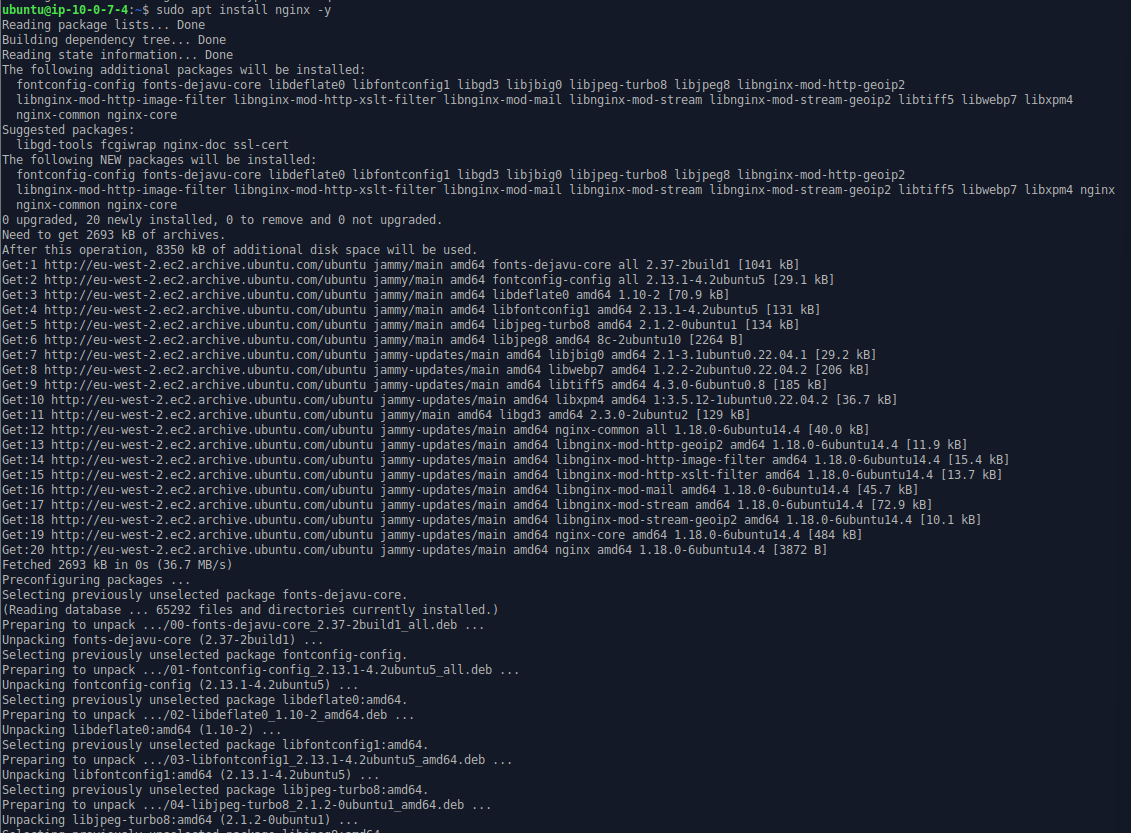 ubuntu@ip-10-0-7-4:~$ sudo apt install nginx -y
Reading package lists... Done
Building dependency tree... Done
Reading state information... Done
The following additional packages will be installed:
  fontconfig-config fonts-dejavu-core libdeflate0 libfontconfig1 libgd3 libjbig0 libjpeg-turbo8 libjpeg8 libnginx-mod-http-geoip2
  libnginx-mod-http-image-filter libnginx-mod-http-xslt-filter libnginx-mod-mail libnginx-mod-stream libnginx-mod-stream-geoip2 libtiff5 libwebp7 libxpm4
  nginx-common nginx-core
Suggested packages:
  libgd-tools fcgiwrap nginx-doc ssl-cert
The following NEW packages will be installed:
  fontconfig-config fonts-dejavu-core libdeflate0 libfontconfig1 libgd3 libjbig0 libjpeg-turbo8 libjpeg8 libnginx-mod-http-geoip2
  libnginx-mod-http-image-filter libnginx-mod-http-xslt-filter libnginx-mod-mail libnginx-mod-stream libnginx-mod-stream-geoip2 libtiff5 libwebp7 libxpm4 nginx
  nginx-common nginx-core
0 upgraded, 20 newly installed, 0 to remove and 0 not upgraded.
Need to get 2693 kB of archives.
After this operation, 8350 kB of additional disk space will be used.
Get:1 http://eu-west-2.ec2.archive.ubuntu.com/ubuntu jammy/main amd64 fonts-dejavu-core all 2.37-2build1 [1041 kB]
Get:2 http://eu-west-2.ec2.archive.ubuntu.com/ubuntu jammy/main amd64 fontconfig-config all 2.13.1-4.2ubuntu5 [29.1 kB]
Get:3 http://eu-west-2.ec2.archive.ubuntu.com/ubuntu jammy/main amd64 libdeflate0 amd64 1.10-2 [70.9 kB]
Get:4 http://eu-west-2.ec2.archive.ubuntu.com/ubuntu jammy/main amd64 libfontconfig1 amd64 2.13.1-4.2ubuntu5 [131 kB]
Get:5 http://eu-west-2.ec2.archive.ubuntu.com/ubuntu jammy/main amd64 libjpeg-turbo8 amd64 2.1.2-0ubuntu1 [134 kB]
Get:6 http://eu-west-2.ec2.archive.ubuntu.com/ubuntu jammy/main amd64 libjpeg8 amd64 8c-2ubuntu10 [2264 B]
Get:7 http://eu-west-2.ec2.archive.ubuntu.com/ubuntu jammy-updates/main amd64 libjbig0 amd64 2.1-3.1ubuntu0.22.04.1 [29.2 kB]
Get:8 http://eu-west-2.ec2.archive.ubuntu.com/ubuntu jammy-updates/main amd64 libwebp7 amd64 1.2.2-2ubuntu0.22.04.2 [206 kB]
Get:9 http://eu-west-2.ec2.archive.ubuntu.com/ubuntu jammy-updates/main amd64 libtiff5 amd64 4.3.0-6ubuntu0.8 [185 kB]
Get:10 http://eu-west-2.ec2.archive.ubuntu.com/ubuntu jammy-updates/main amd64 libxpm4 amd64 1:3.5.12-1ubuntu0.22.04.2 [36.7 kB]
Get:11 http://eu-west-2.ec2.archive.ubuntu.com/ubuntu jammy/main amd64 libgd3 amd64 2.3.0-2ubuntu2 [129 kB]
Get:12 http://eu-west-2.ec2.archive.ubuntu.com/ubuntu jammy-updates/main amd64 nginx-common all 1.18.0-6ubuntu14.4 [40.0 kB]
Get:13 http://eu-west-2.ec2.archive.ubuntu.com/ubuntu jammy-updates/main amd64 libnginx-mod-http-geoip2 amd64 1.18.0-6ubuntu14.4 [11.9 kB]
Get:14 http://eu-west-2.ec2.archive.ubuntu.com/ubuntu jammy-updates/main amd64 libnginx-mod-http-image-filter amd64 1.18.0-6ubuntu14.4 [15.4 kB]
Get:15 http://eu-west-2.ec2.archive.ubuntu.com/ubuntu jammy-updates/main amd64 libnginx-mod-http-xslt-filter amd64 1.18.0-6ubuntu14.4 [13.7 kB]
Get:16 http://eu-west-2.ec2.archive.ubuntu.com/ubuntu jammy-updates/main amd64 libnginx-mod-mail amd64 1.18.0-6ubuntu14.4 [45.7 kB]
Get:17 http://eu-west-2.ec2.archive.ubuntu.com/ubuntu jammy-updates/main amd64 libnginx-mod-stream amd64 1.18.0-6ubuntu14.4 [72.9 kB]
Get:18 http://eu-west-2.ec2.archive.ubuntu.com/ubuntu jammy-updates/main amd64 libnginx-mod-stream-geoip2 amd64 1.18.0-6ubuntu14.4 [10.1 kB]
Get:19 http://eu-west-2.ec2.archive.ubuntu.com/ubuntu jammy-updates/main amd64 nginx-core amd64 1.18.0-6ubuntu14.4 [484 kB]
Get:20 http://eu-west-2.ec2.archive.ubuntu.com/ubuntu jammy-updates/main amd64 nginx amd64 1.18.0-6ubuntu14.4 [3872 B]
Fetched 2693 kB in 0s (36.7 MB/s)
Preconfiguring packages ...
Selecting previously unselected package fonts-dejavu-core.
(Reading database ... 65292 files and directories currently installed.)
Preparing to unpack .../00-fonts-dejavu-core_2.37-2build1_all.deb ...
Unpacking fonts-dejavu-core (2.37-2build1) ...
Selecting previously unselected package fontconfig-config.
Preparing to unpack .../01-fontconfig-config_2.13.1-4.2ubuntu5_all.deb ...
Unpacking fontconfig-config (2.13.1-4.2ubuntu5) ...
Selecting previously unselected package libdeflate0:amd64.
Preparing to unpack .../02-libdeflate0_1.10-2_amd64.deb ...
Unpacking libdeflate0:amd64 (1.10-2) ...
Selecting previously unselected package libfontconfig1:amd64.
Preparing to unpack .../03-libfontconfig1_2.13.1-4.2ubuntu5_amd64.deb ...
Unpacking libfontconfig1:amd64 (2.13.1-4.2ubuntu5) ...
Selecting previously unselected package libjpeg-turbo8:amd64.
Preparing to unpack .../04-libjpeg-turbo8_2.1.2-0ubuntu1_amd64.deb ...
Unpacking libjpeg-turbo8:amd64 (2.1.2-0ubuntu1) ...